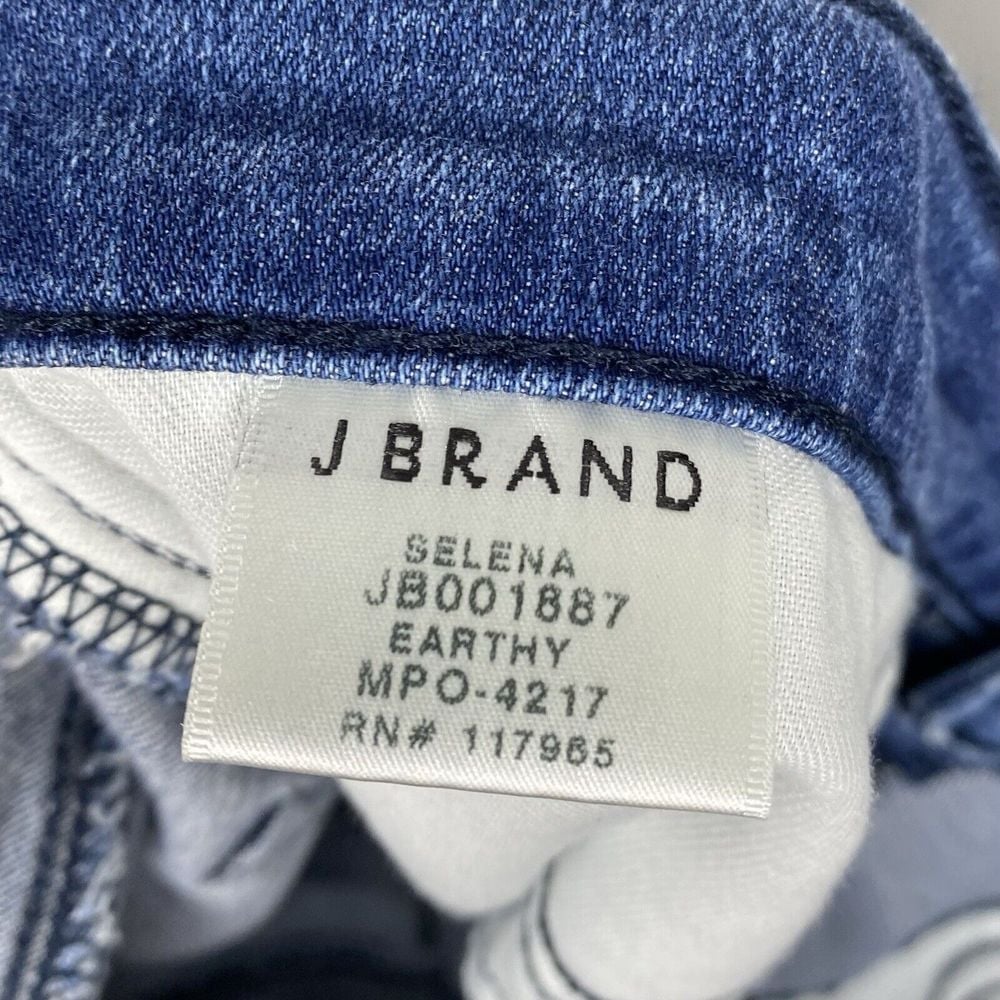 J BRAND
SELENA
JB001887
EARTHY
MPO-4217
RN# 117965